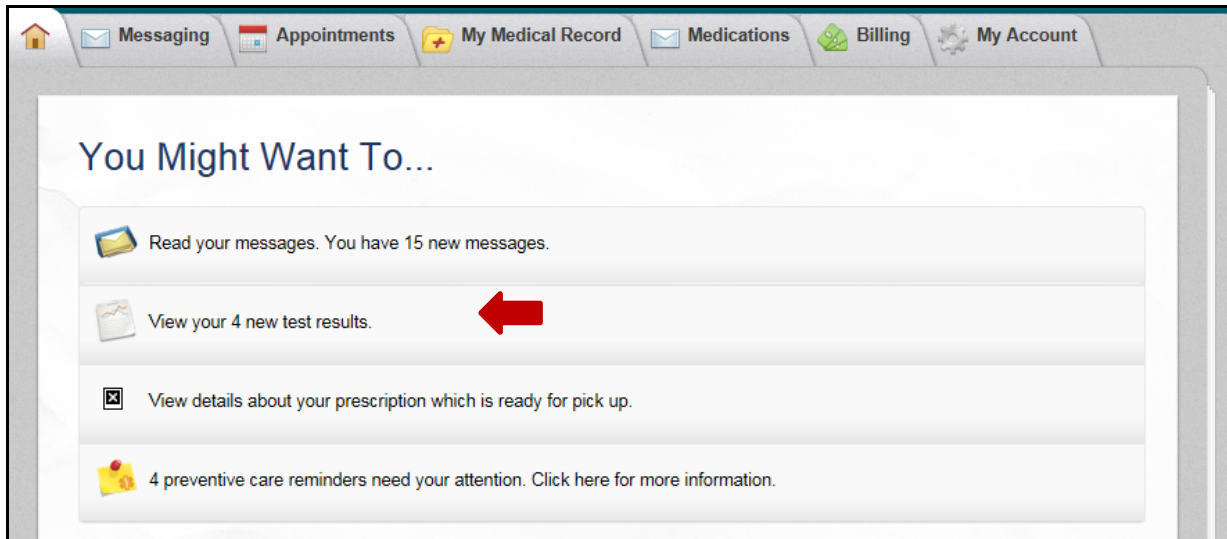 Messaging Appointments My Medical Record Medications Billing My Account
You Might Want To...
Read your messages. You have 15 new messages.
View your 4 new test results.
View details about your prescription which is ready for pick up.
4 preventive care reminders need your attention. Click here for more information.